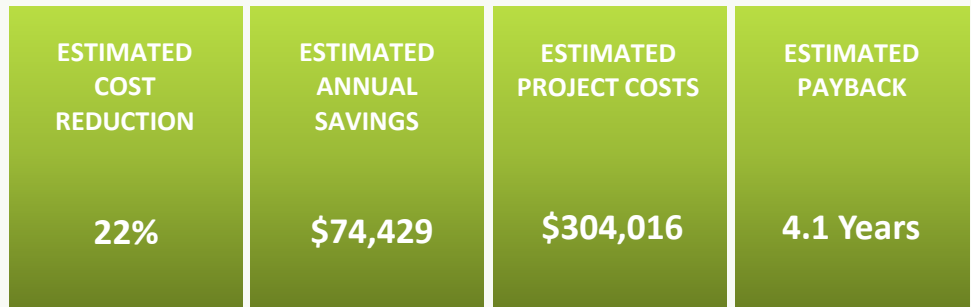 ESTIMATED
COST
REDUCTION
22%
ESTIMATED
ANNUAL
SAVINGS
$74,429
ESTIMATED
PROJECT COSTS
$304,016
ESTIMATED
PAYBACK
4.1 Years